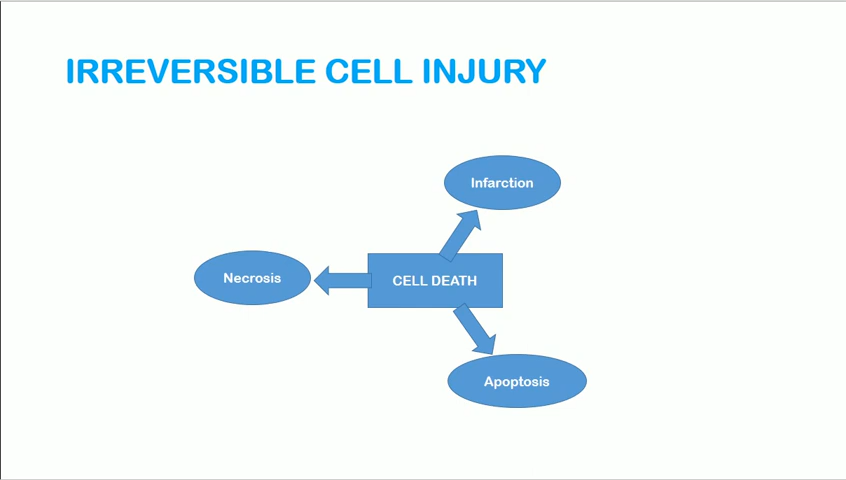 IRREVERSIBLE CELL INJURY
Infarction
Necrosis
CELL DEATH
Apoptosis